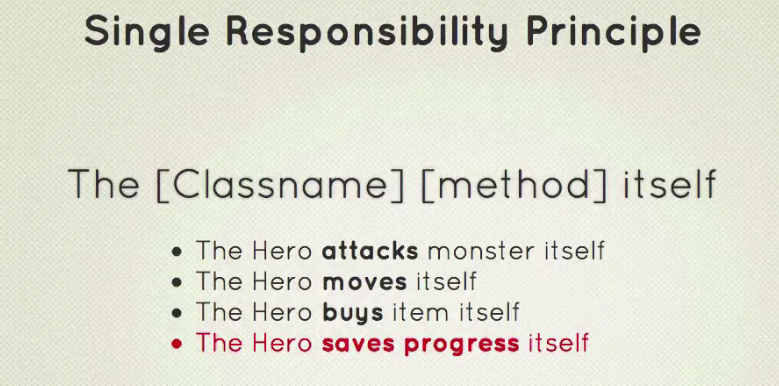 Single Responsibility Principle
The [Classname] [method] itself
• The Hero attacks monster itself
• The Hero moves itself
• The Hero buys item itself
• The Hero saves progress itself